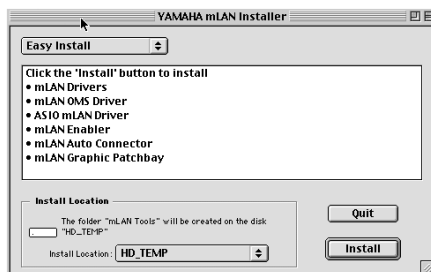 YAMAHA mLAN Installer
Easy Install
Click the 'Install' button to install
• mLAN Drivers
• mLAN OMS Driver
• ASIO mLAN Driver
• mLAN Enabler
• mLAN Auto Connector
• mLAN Graphic Patchbay
Install Location
The folder "mLAN Tools" will be created on the disk
"HD_TEMP"
Install Location: HD_TEMP
Quit
Install